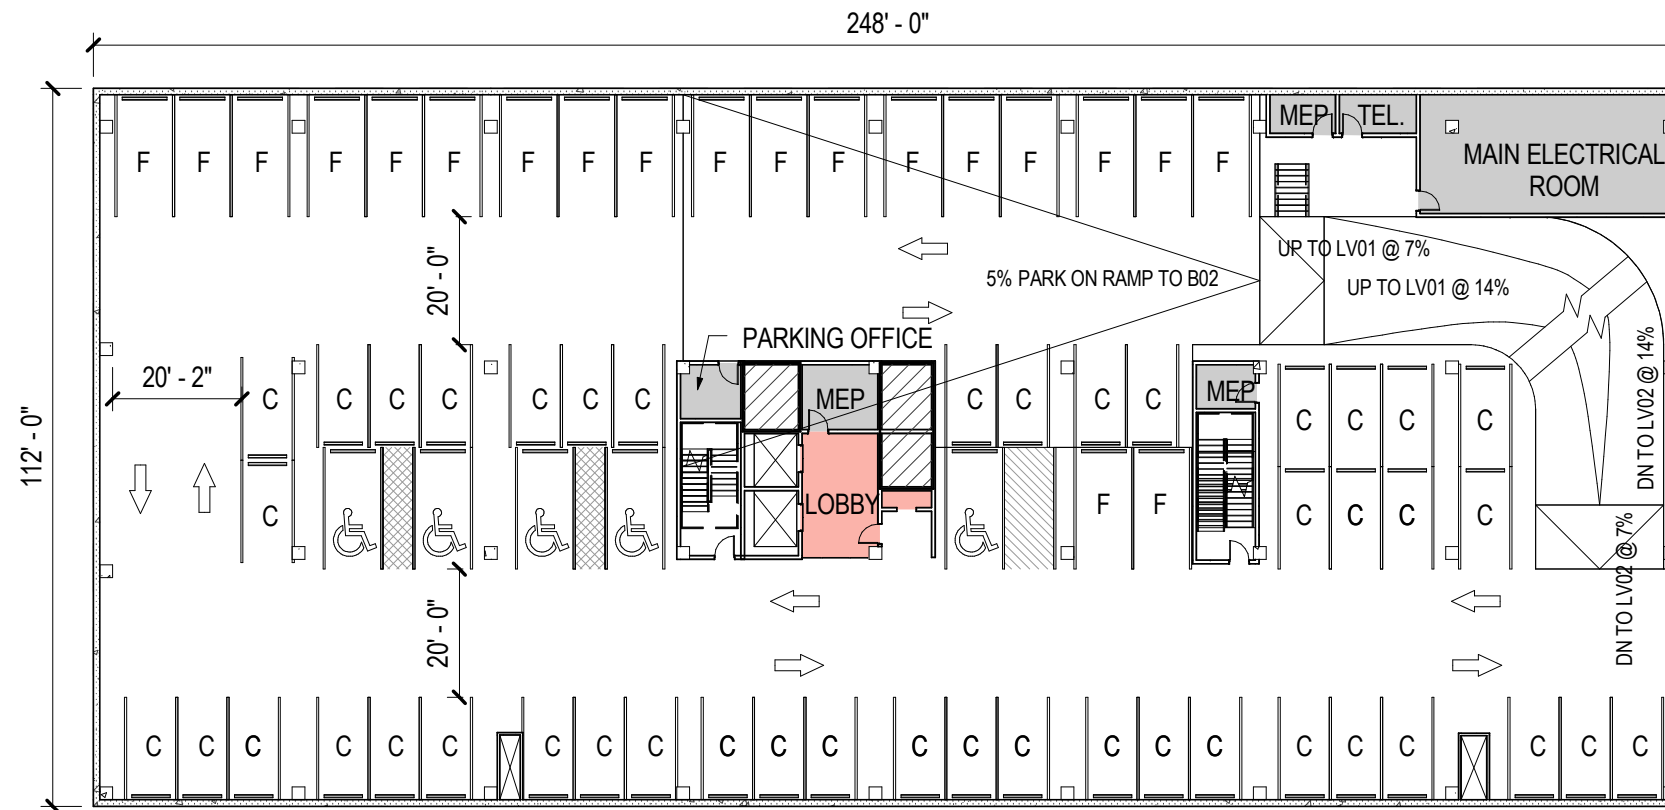 248' - 0"
MEP TEL.
F F F F F F F F F F F F F F F F F F
MAIN ELECTRICAL
ROOM
UP TO LV01 @ 7%
5% PARK ON RAMP TO B02
UP TO LV01 @ 14%
20' - 0"
PARKING OFFICE
DN TO LV02 @ 14%
20' - 2"
MEP
MEP
C C C C C C C C C C C
C C C C
112' - 0"
LOBBY
C F F
C C C C
DN TO LV02 @ 7%
20' - 0"
C C C C C C C C C C C C C C C C C C C C C C C C